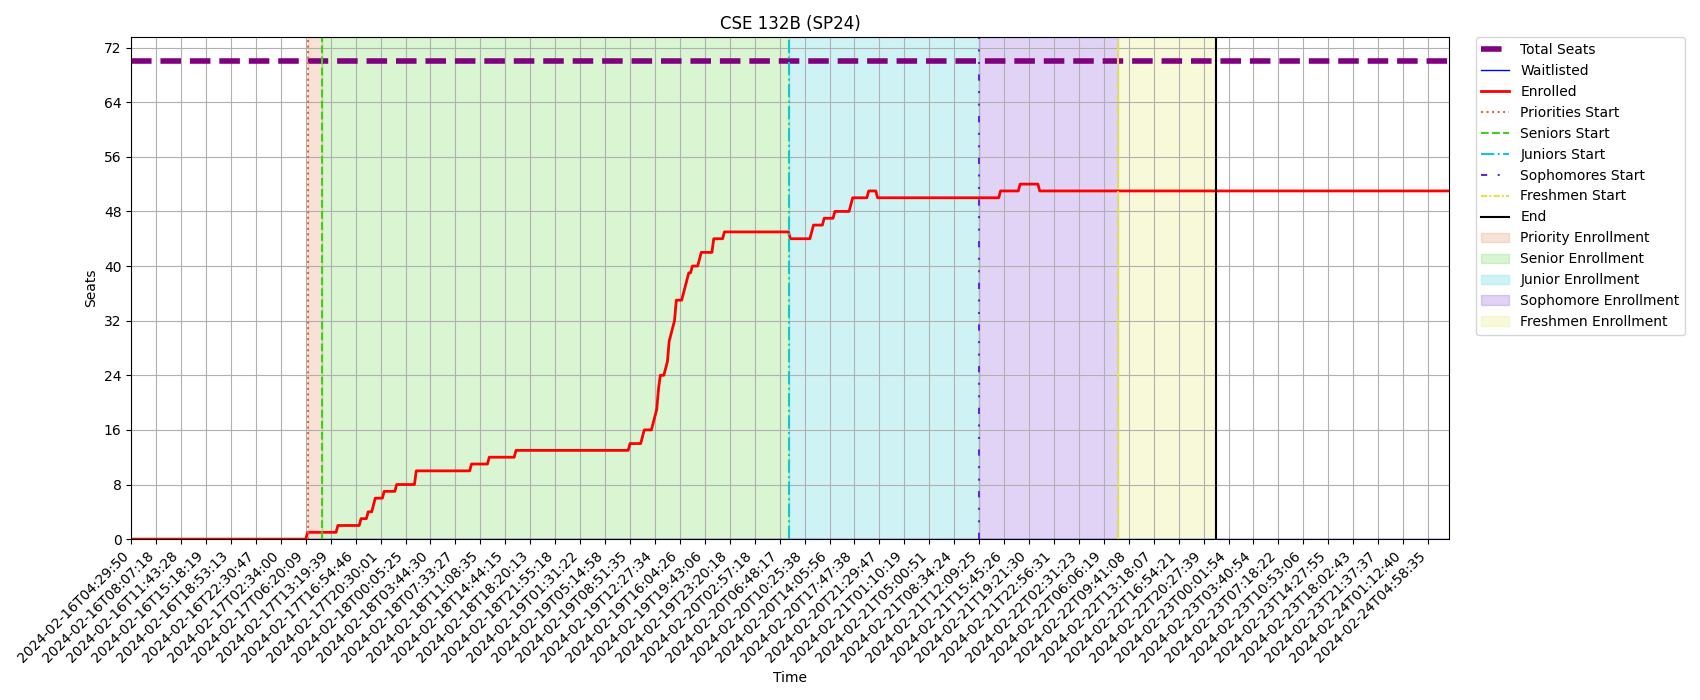 CSE 132B (SP24)
72
64
56
48
40
32
24
16
8
0
Seats
2024-02-16T04:29:50
2024-02-16T08:07:18
2024-02-16T11:43:28
2024-02-16T15:18:19
2024-02-16T18:53:13
2024-02-16T22:30:47
2024-02-17T02:34:00
2024-02-17T06:20:09
2024-02-17T13:19:39
2024-02-17T16:54:46
2024-02-17T20:30:01
2024-02-18T00:05:25
2024-02-18T03:44:30
2024-02-18T07:33:27
2024-02-18T11:08:35
2024-02-18T14:44:15
2024-02-18T18:20:13
2024-02-18T21:55:18
2024-02-19T01:31:22
2024-02-19T05:14:58
2024-02-19T08:51:35
2024-02-19T12:27:34
2024-02-19T16:04:26
2024-02-19T19:43:06
2024-02-19T23:20:18
2024-02-20T02:57:18
2024-02-20T06:48:17
2024-02-20T10:25:38
2024-02-20T14:05:56
2024-02-20T17:47:38
2024-02-20T21:29:47
2024-02-21T01:10:19
2024-02-21T05:00:51
2024-02-21T08:34:24
2024-02-21T12:09:25
2024-02-21T15:45:26
2024-02-21T19:21:30
2024-02-21T22:56:31
2024-02-22T02:31:23
2024-02-22T06:06:19
2024-02-22T09:41:08
2024-02-22T13:18:07
2024-02-22T16:54:21
2024-02-22T20:27:39
2024-02-23T00:01:54
2024-02-23T03:40:54
2024-02-23T07:18:22
2024-02-23T10:53:06
2024-02-23T14:27:55
2024-02-23T18:02:43
2024-02-23T21:37:37
2024-02-24T01:12:40
2024-02-24T04:58:35
Time
Total Seats
Waitlisted
Enrolled
Priorities Start
Seniors Start
Juniors Start
Sophomores Start
Freshmen Start
End
Priority Enrollment
Senior Enrollment
Junior Enrollment
Sophomore Enrollment
Freshmen Enrollment